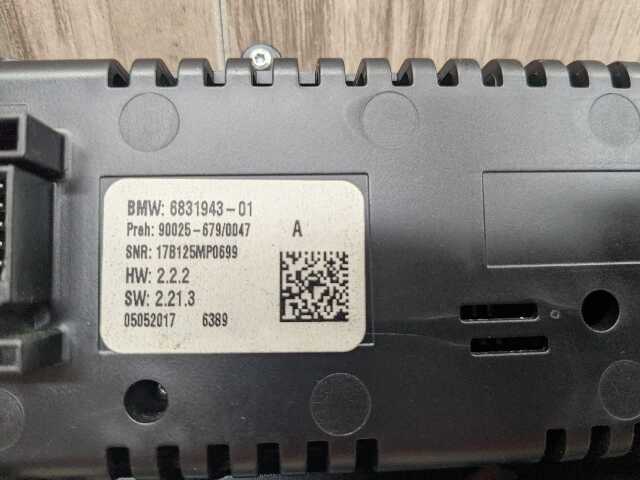 BMW: 6831943-01
Preh: 90025-679/0047 A
SNR: 17B125MP0699
HW: 2.2.2
SW: 2.21.3
05052017 6389